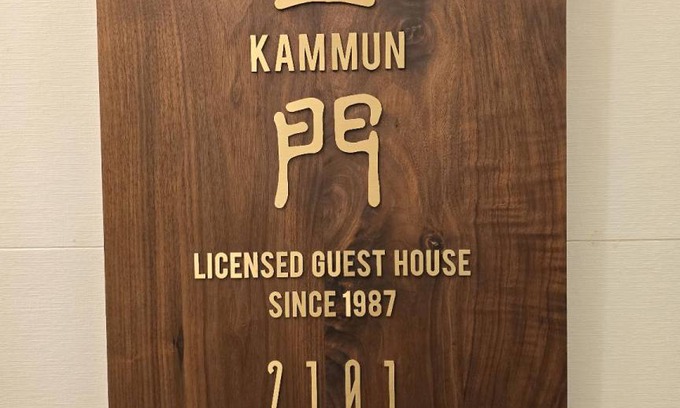 KAMMUN
門
LICENSED GUEST HOUSE
SINCE 1987
2101